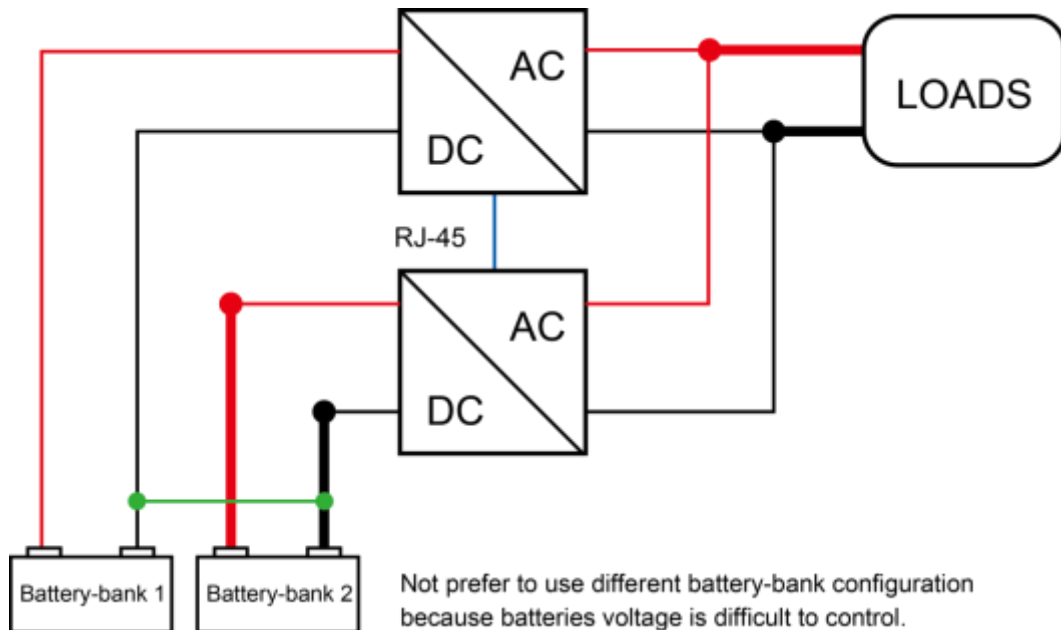 AC
LOADS
DC
RJ-45
AC
DC
Battery-bank 1
Battery-bank 2
Not prefer to use different battery-bank configuration
because batteries voltage is difficult to control.